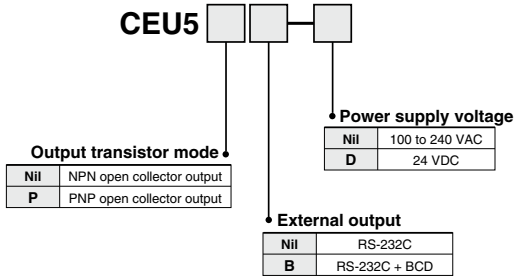 CEU5 -
Power supply voltage
Nil 100 to 240 VAC
D 24 VDC
Output transistor mode
Nil NPN open collector output
P PNP open collector output
External output
Nil RS-232C
B RS-232C + BCD